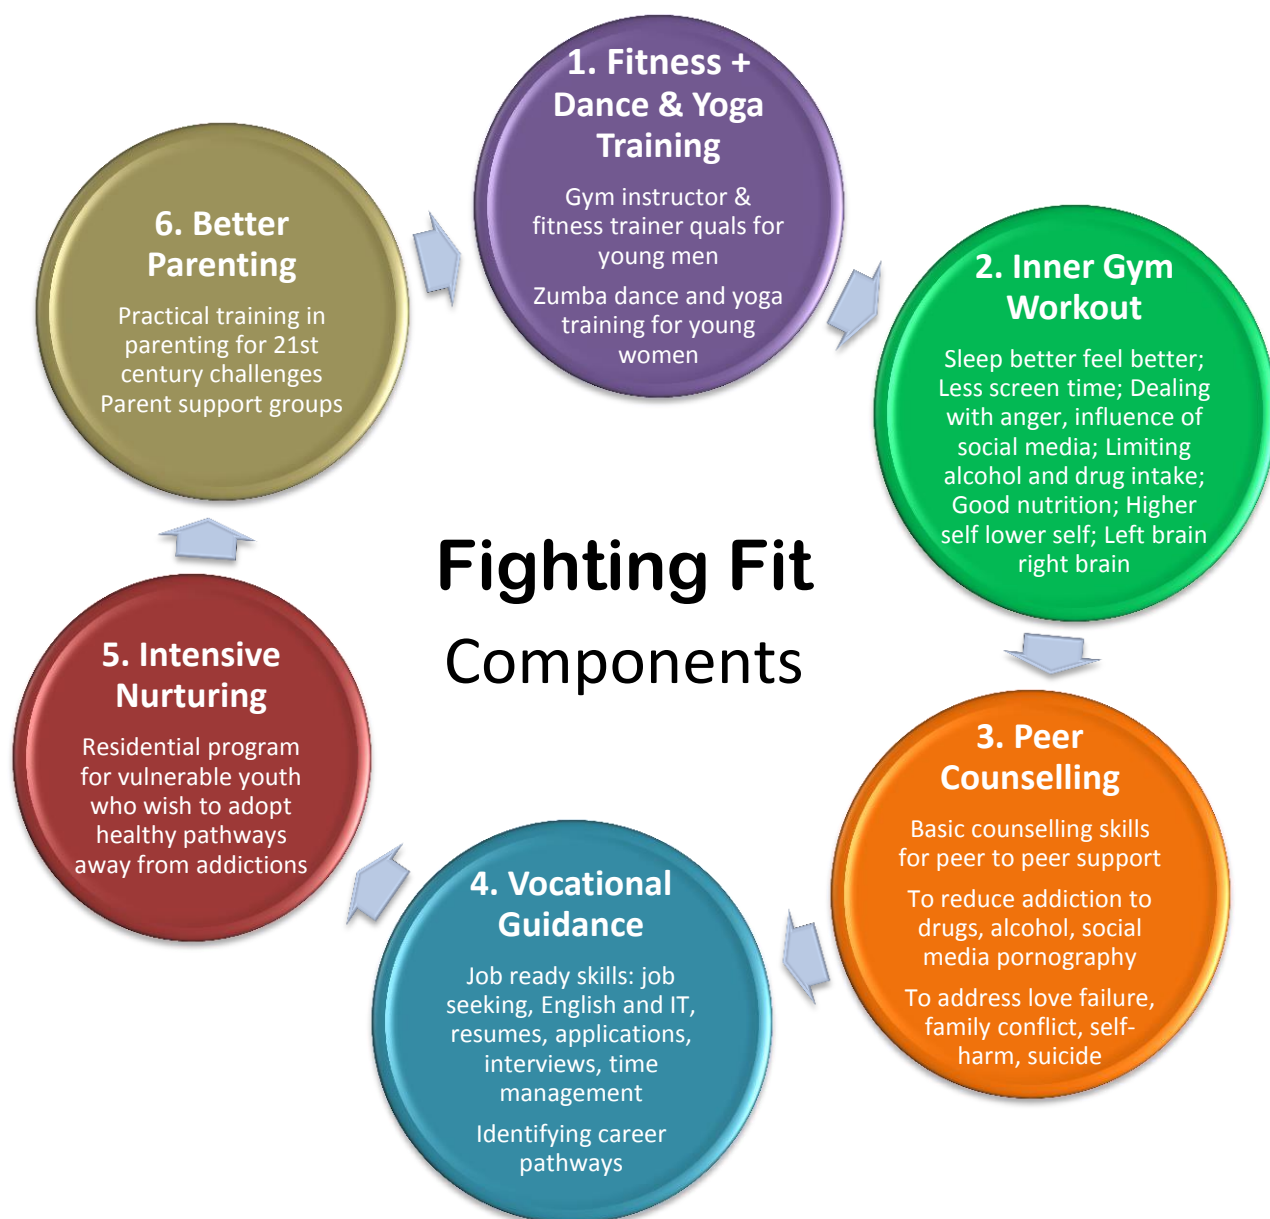 1. Fitness +
Dance & Yoga
Training
Gym instructor &
fitness trainer quals for
young men
Zumba dance and yoga
training for young
women
2. Inner Gym
Workout
Sleep better feel better;
Less screen time; Dealing
with anger, influence of
social media; Limiting
alcohol and drug intake;
Good nutrition; Higher
self lower self; Left brain
right brain
3. Peer
Counselling
Basic counselling skills
for peer to peer support
To reduce addiction to
drugs, alcohol, social
media pornography
To address love failure,
family conflict, self-
harm, suicide
4. Vocational
Guidance
Job ready skills: job
seeking, English and IT,
resumes, applications,
interviews, time
management
Identifying career
pathways
5. Intensive
Nurturing
Residential program
for vulnerable youth
who wish to adopt
healthy pathways
away from addictions
6. Better
Parenting
Practical training in
parenting for 21st
century challenges
Parent support groups
Fighting Fit
Components